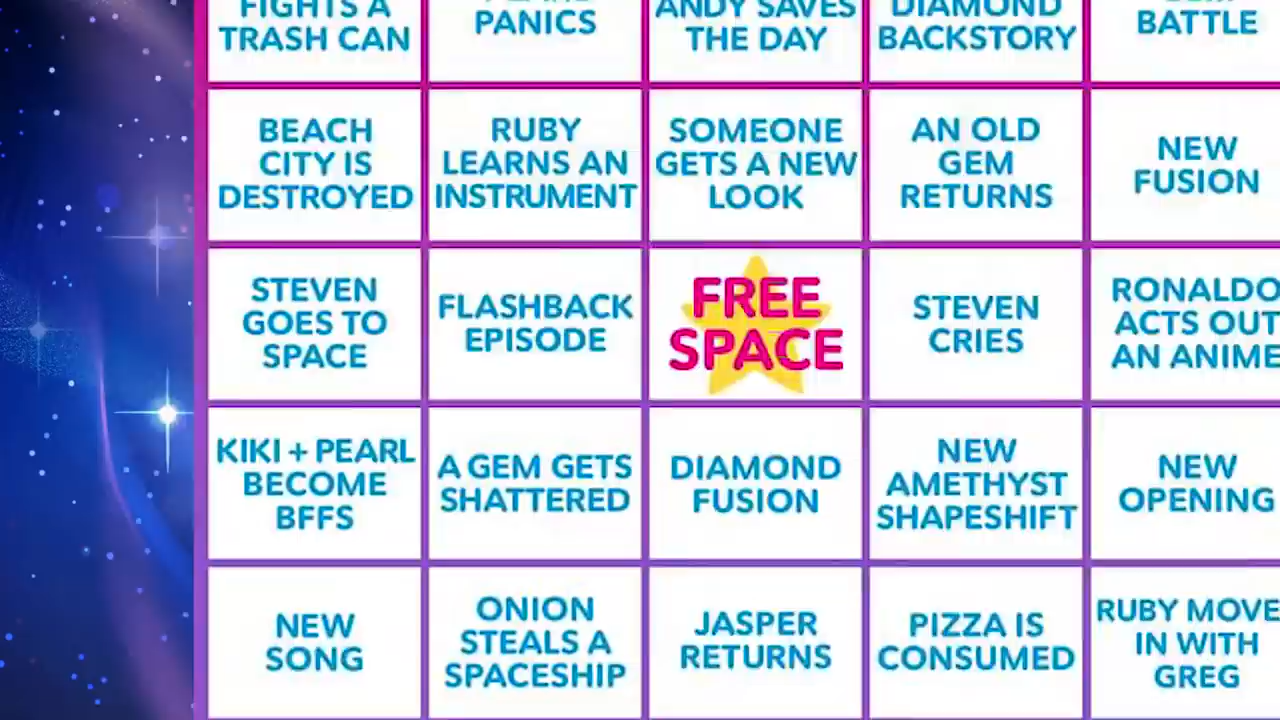 FIGHTS A
TRASH CAN
PANICS
ANDY SAVES
THE DAY
DIAMOND
BACKSTORY
BATTLE
BEACH
CITY IS
DESTROYED
RUBY
LEARNS AN
INSTRUMENT
SOMEONE
GETS A NEW
LOOK
AN OLD
GEM
RETURNS
NEW
FUSION
STEVEN
GOES TO
SPACE
FLASHBACK
EPISODE
FREE
SPACE
STEVEN
CRIES
RONALDO
ACTS OUT
AN ANIME
KIKI + PEARL
BECOME
BFFS
A GEM GETS
SHATTERED
DIAMOND
FUSION
NEW
AMETHYST
SHAPESHIFT
NEW
OPENING
NEW
SONG
ONION
STEALS A
SPACESHIP
JASPER
RETURNS
PIZZA IS
CONSUMED
RUBY MOVE
IN WITH
GREG